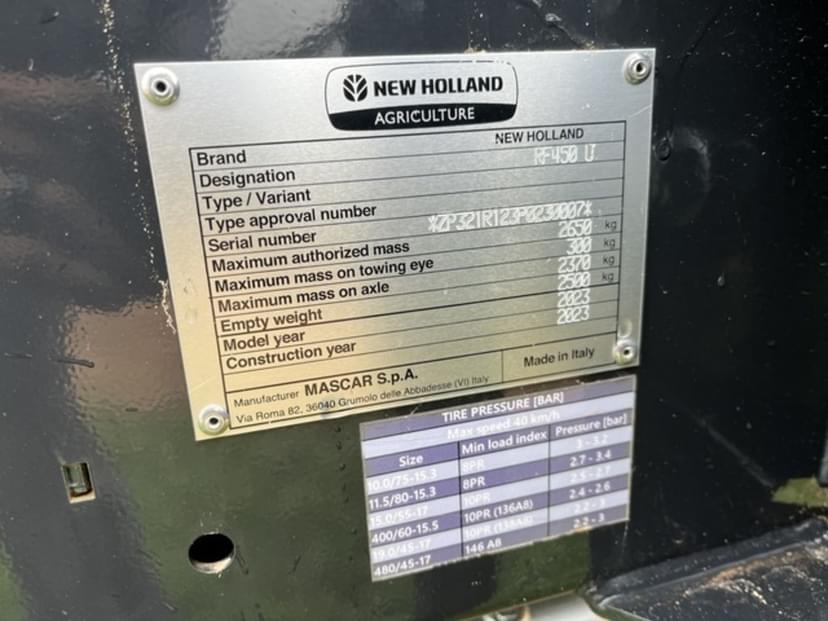 NEW HOLLAND
AGRICULTURE
Brand NEW HOLLAND
Designation RF450 U
Type / Variant
Type approval number
Serial number *ZP321R123P0230007*
Maximum authorized mass 2650 kg
Maximum mass on towing eye 300 kg
Maximum mass on axle 2370 kg
Empty weight 2500 kg
Model year 2023
Construction year 2023
Manufacturer MASCAR S.p.A. Made in Italy
Via Roma 82, 36040 Grumolo delle Abbadesse (VI) Italy
TIRE PRESSURE [BAR]
Max speed 40 km/h
Size Min load index Pressure [bar]
10.0/75-15.3 8PR 3 - 3.2
11.5/80-15.3 8PR 2.7 - 3.4
15.0/55-17 10PR 2.5 - 2.7
400/60-15.5 10PR (136A8) 2.4 - 2.6
19.0/45-17 10PR (138A8) 2.2 - 3
480/45-17 146 A8 2.2 - 3